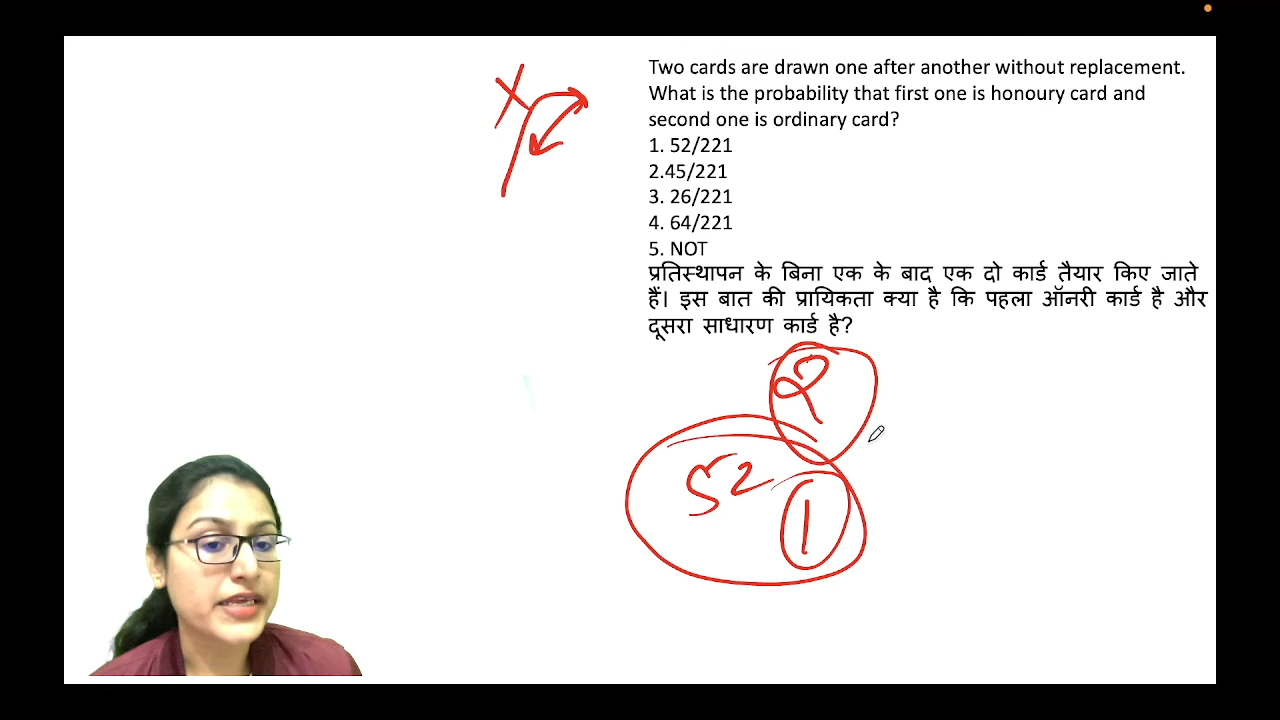 Two cards are drawn one after another without replacement.
What is the probability that first one is honoury card and
second one is ordinary card?
1. 52/221
2.45/221
3. 26/221
4. 64/221
5. NOT
प्रतिस्थापन के बिना एक के बाद एक दो कार्ड तैयार किए जाते
हैं। इस बात की प्रायिकता क्या है कि पहला ऑनरी कार्ड है और
दूसरा साधारण कार्ड है?
52
1